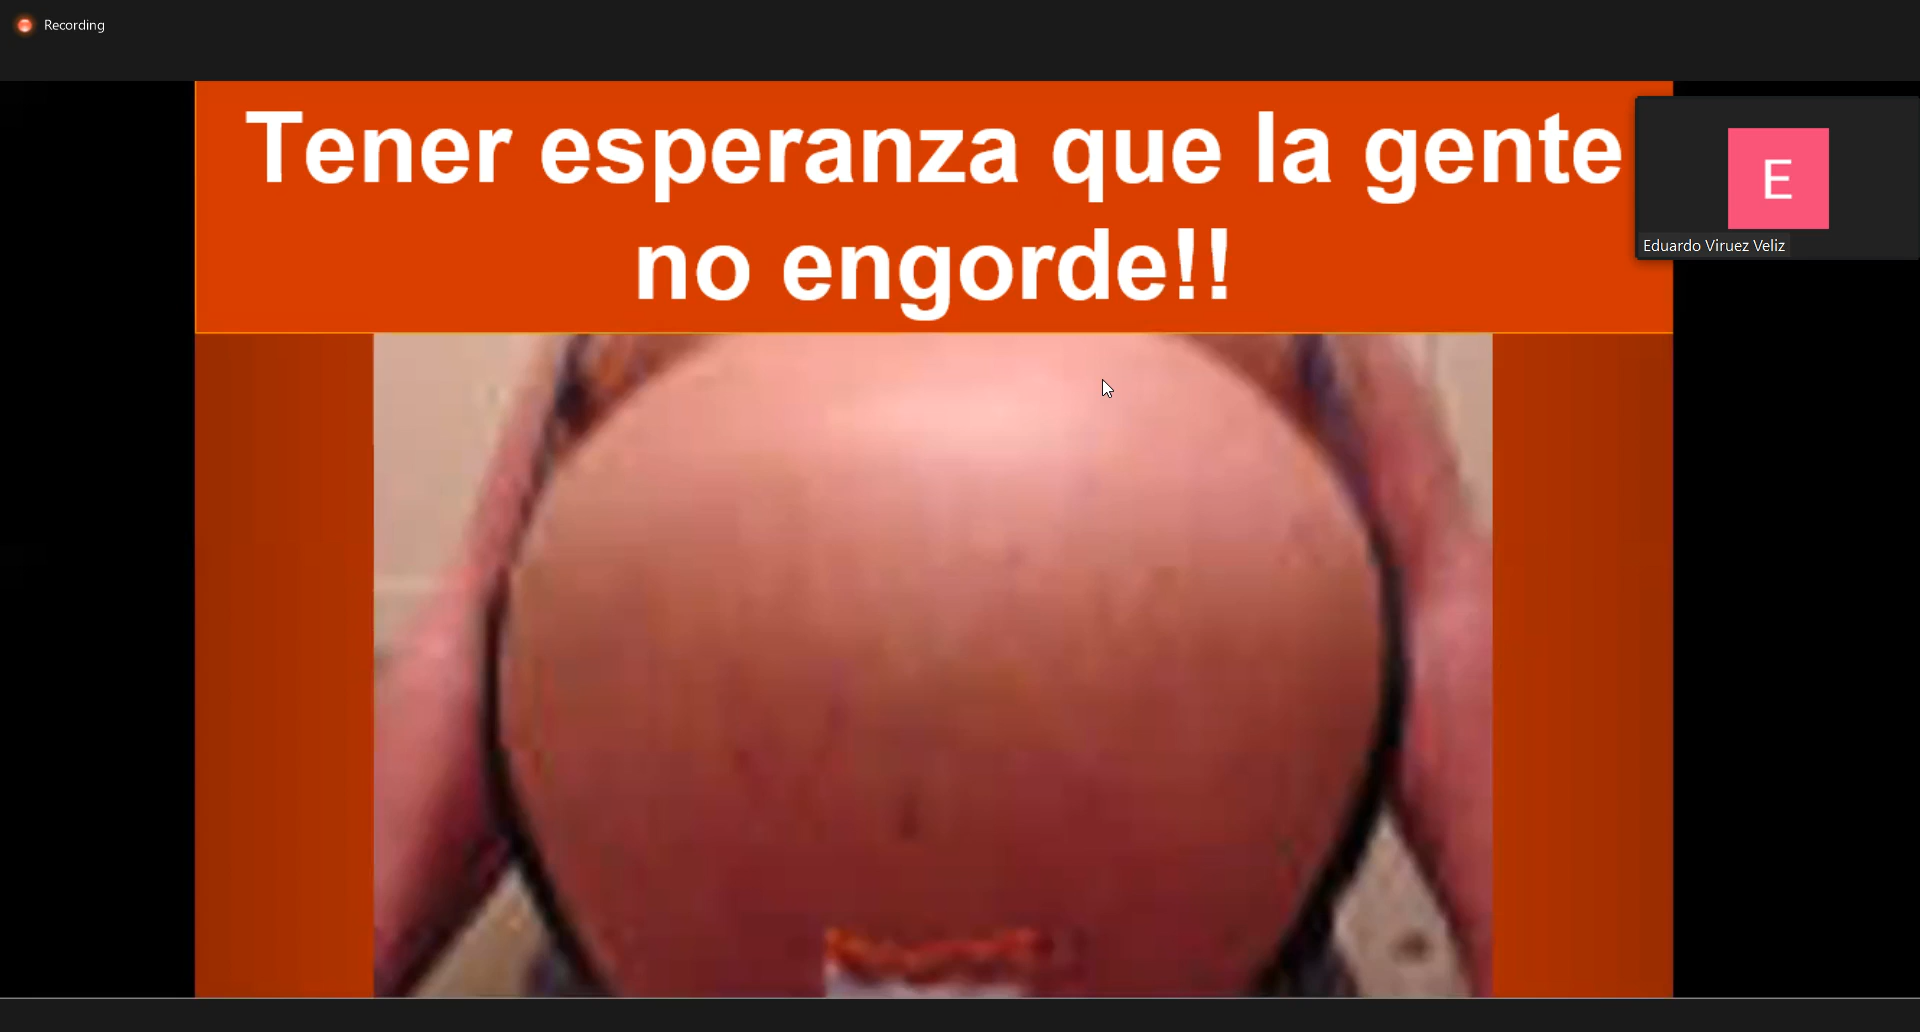 Recording
Tener esperanza que la gente
no engorde!!
E
Eduardo Viruez Veliz